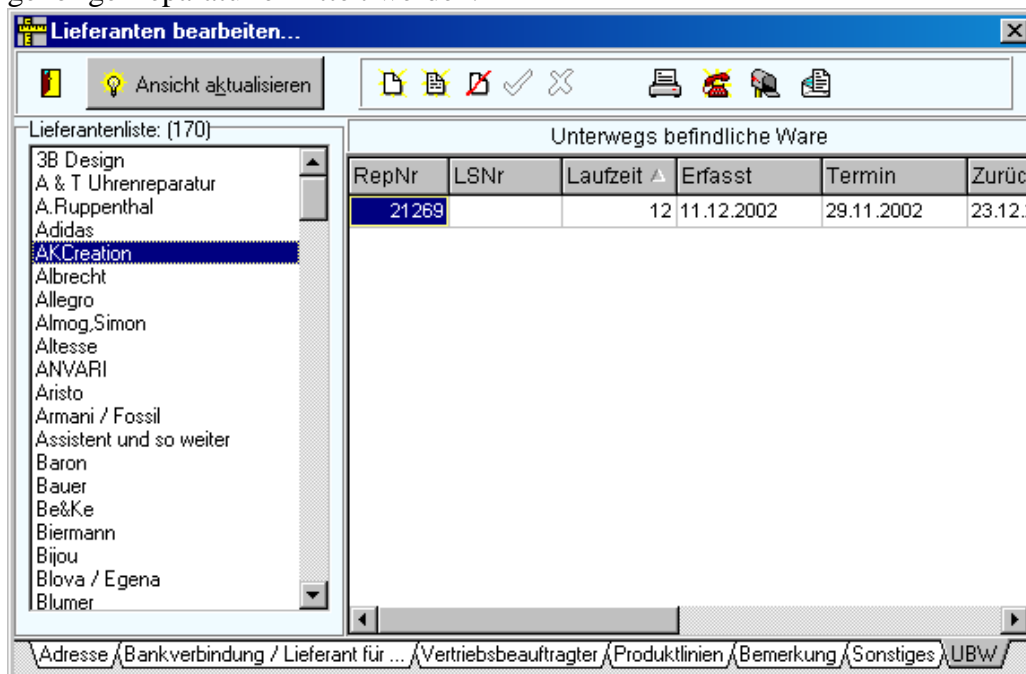 Lieferanten bearbeiten...
Ansicht aktualisieren
Lieferantenliste: (170)
3B Design
A & T Uhrenreparatur
A.Ruppenthal
Adidas
AKCreation
Albrecht
Allegro
Almog,Simon
Altesse
ANVARI
Aristo
Armani / Fossil
Assistent und so weiter
Baron
Bauer
Be&Ke
Biermann
Bijou
Blova / Egena
Blumer
Unterwegs befindliche Ware
RepNr LSNr Laufzeit Erfasst Termin Zurüc
21269 12 11.12.2002 29.11.2002 23.12.
Adresse Bankverbindung / Lieferant für ... Vertriebsbeauftragter Produktlinien Bemerkung Sonstiges UBW